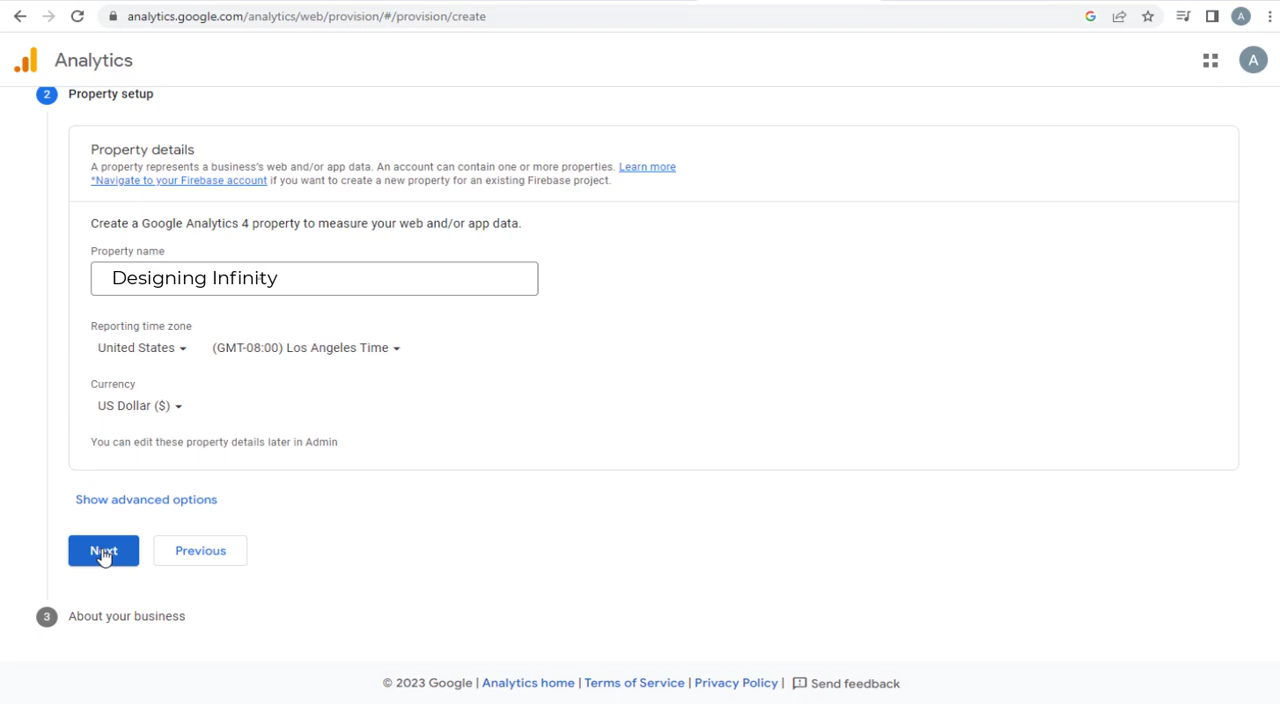 analytics.google.com/analytics/web/provision/#/provision/create
A
Analytics
A
2 Property setup
Property details
A property represents a business's web and/or app data. An account can contain one or more properties. Learn more
*Navigate to your Firebase account if you want to create a new property for an existing Firebase project.
Create a Google Analytics 4 property to measure your web and/or app data.
Property name
Designing Infinity
Reporting time zone
United States (GMT-08:00) Los Angeles Time
Currency
US Dollar ($)
You can edit these property details later in Admin
Show advanced options
Next Previous
3 About your business
© 2023 Google | Analytics home | Terms of Service | Privacy Policy | Send feedback